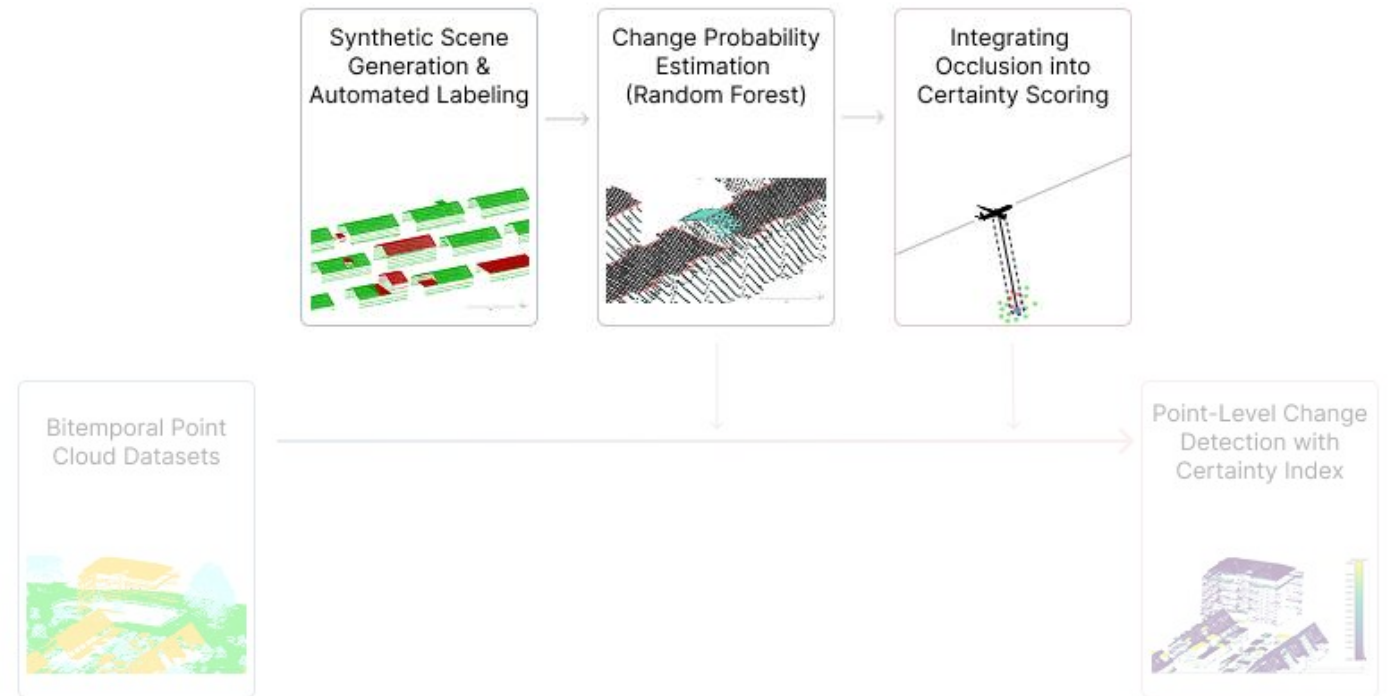 Synthetic Scene
Generation &
Automated Labeling
Change Probability
Estimation
(Random Forest)
Integrating
Occlusion into
Certainty Scoring
Bitemporal Point
Cloud Datasets
Point-Level Change
Detection with
Certainty Index